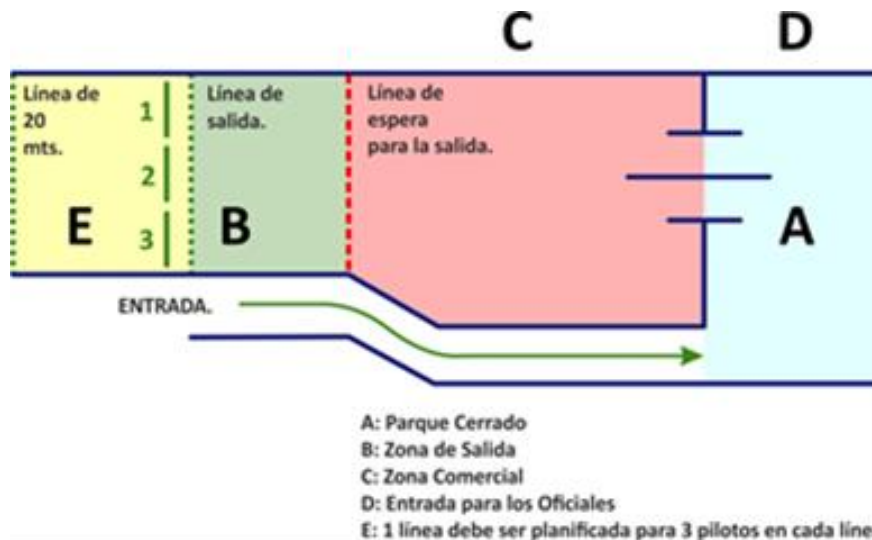 C
D
Línea de
20
mts.
1
2
3
E
Línea de
salida.
B
Línea de
espera
para la salida.
A
ENTRADA.
A: Parque Cerrado
B: Zona de Salida
C: Zona Comercial
D: Entrada para los Oficiales
E: 1 línea debe ser planificada para 3 pilotos en cada líne